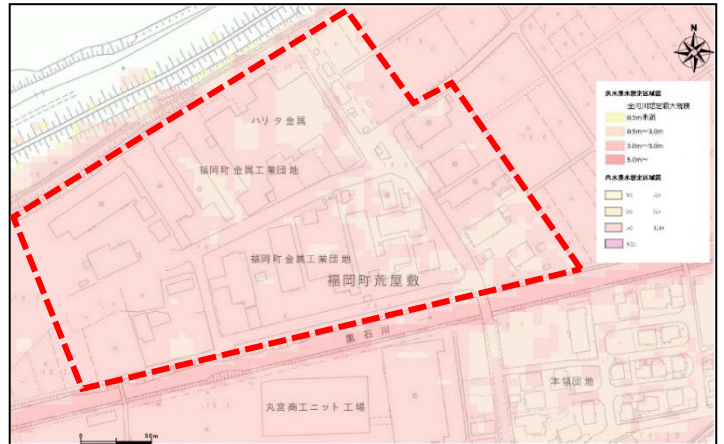 N
ハリタ金属
福岡町金属工業団地
洪水浸水想定区域図
全河川想定最大規模
0.5m未満
0.5m～3.0m
3.0m～5.0m
5.0m～
内水浸水想定区域図
福岡町金属工業団地
福岡町荒屋敷
黒石川
本領団地
丸宮商工ニット工場
0 50m